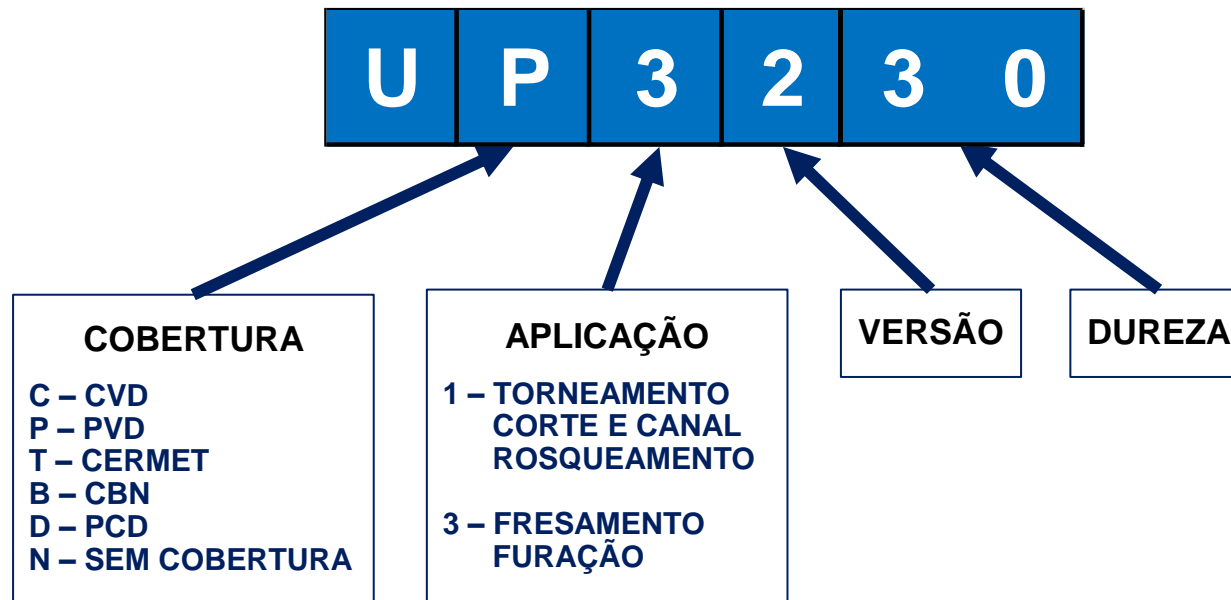 U P 3 2 3 0
COBERTURA
C – CVD
P – PVD
T – CERMET
B – CBN
D – PCD
N – SEM COBERTURA
APLICAÇÃO
1 – TORNEAMENTO
CORTE E CANAL
ROSQUEAMENTO
3 – FRESAMENTO
FURAÇÃO
VERSÃO
DUREZA